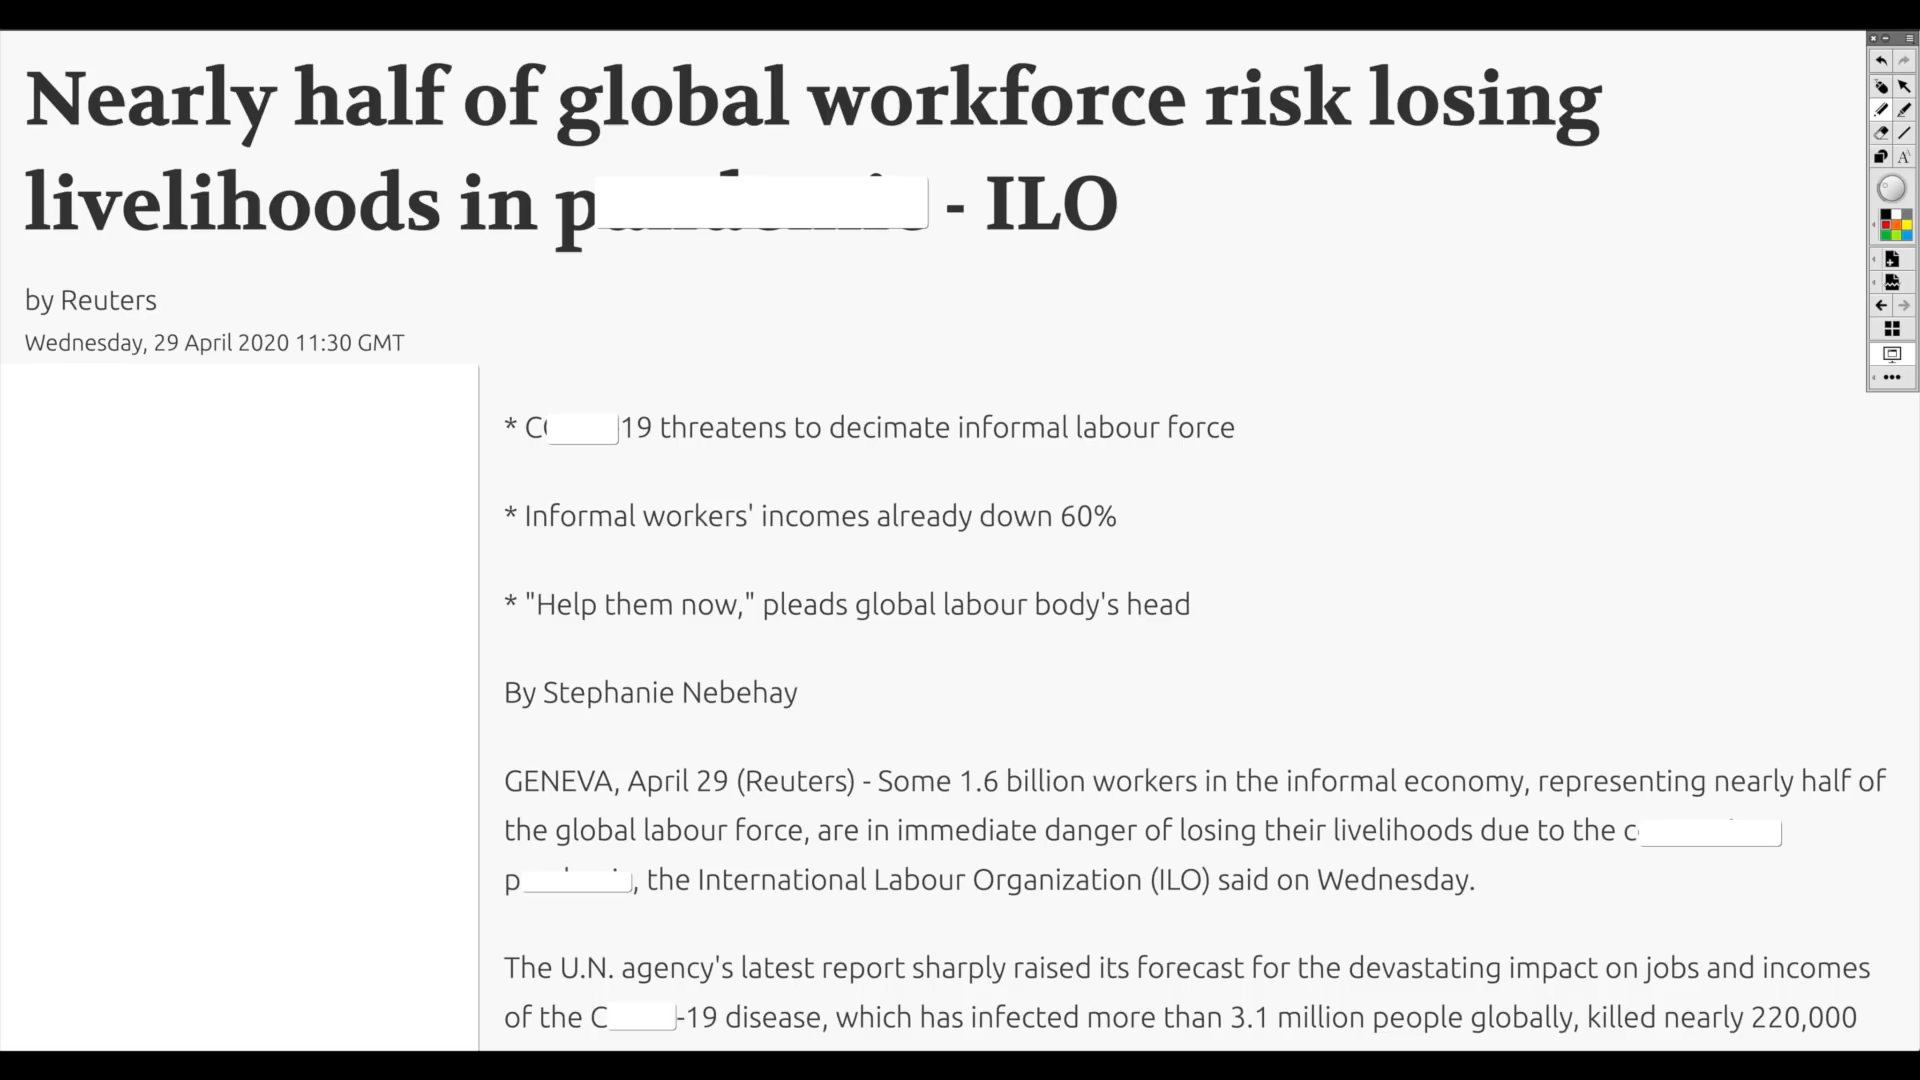 Nearly half of global workforce risk losing
livelihoods in p - ILO
by Reuters
Wednesday, 29 April 2020 11:30 GMT
* C 19 threatens to decimate informal labour force
* Informal workers' incomes already down 60%
* "Help them now," pleads global labour body's head
By Stephanie Nebehay
GENEVA, April 29 (Reuters) - Some 1.6 billion workers in the informal economy, representing nearly half of
the global labour force, are in immediate danger of losing their livelihoods due to the c
p , the International Labour Organization (ILO) said on Wednesday.
The U.N. agency's latest report sharply raised its forecast for the devastating impact on jobs and incomes
of the C -19 disease, which has infected more than 3.1 million people globally, killed nearly 220,000